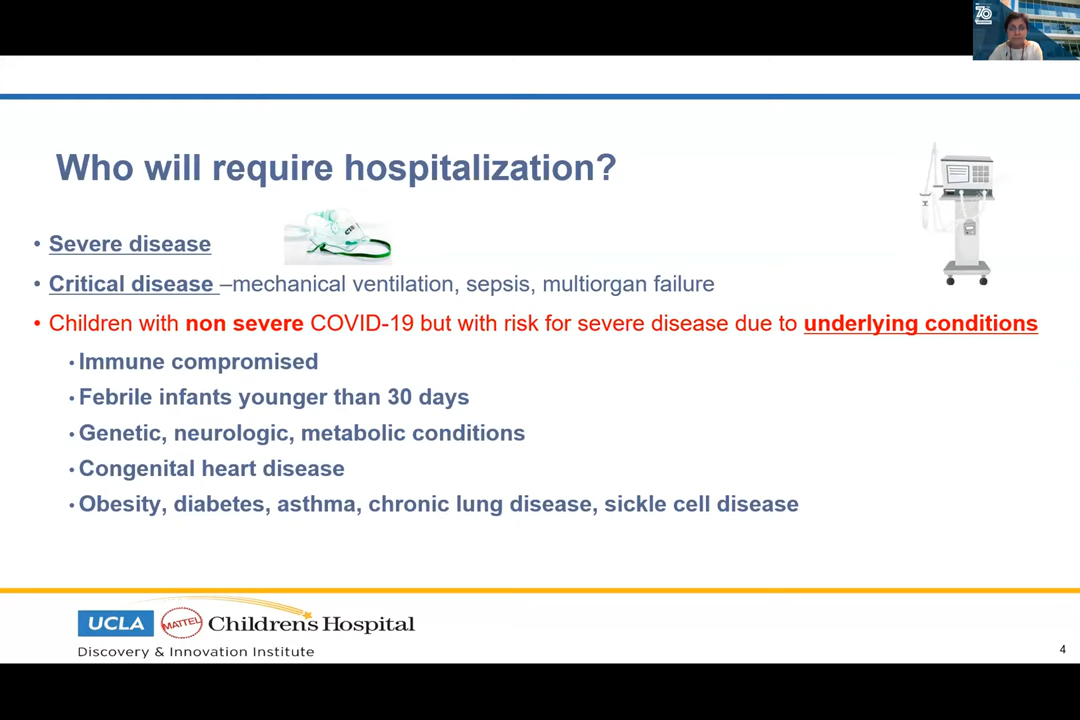 70
Who will require hospitalization?
• Severe disease
• Critical disease –mechanical ventilation, sepsis, multiorgan failure
• Children with non severe COVID-19 but with risk for severe disease due to underlying conditions
• Immune compromised
• Febrile infants younger than 30 days
• Genetic, neurologic, metabolic conditions
• Congenital heart disease
• Obesity, diabetes, asthma, chronic lung disease, sickle cell disease
UCLA MATTEL Childrens Hospital
Discovery & Innovation Institute
4